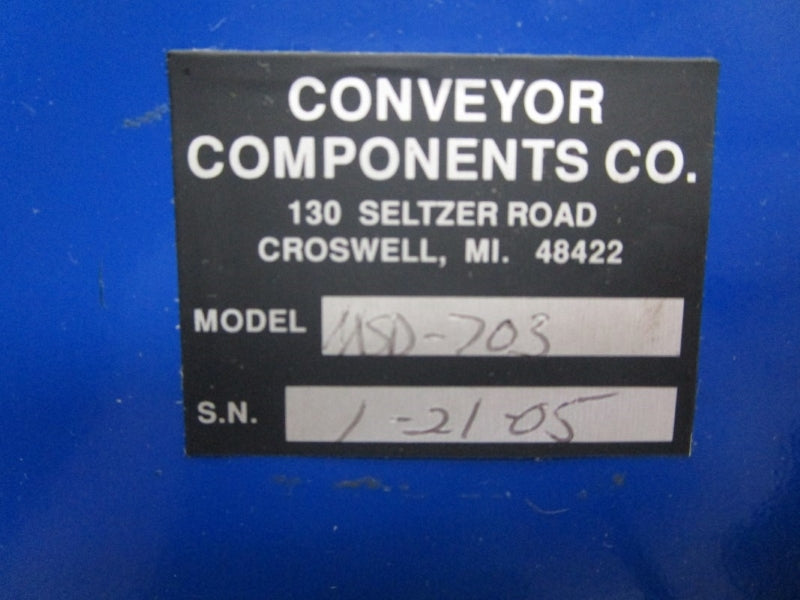 CONVEYOR
COMPONENTS CO.
130 SELTZER ROAD
CROSWELL, MI. 48422
MODEL MSD-703
S.N. 1-21-05